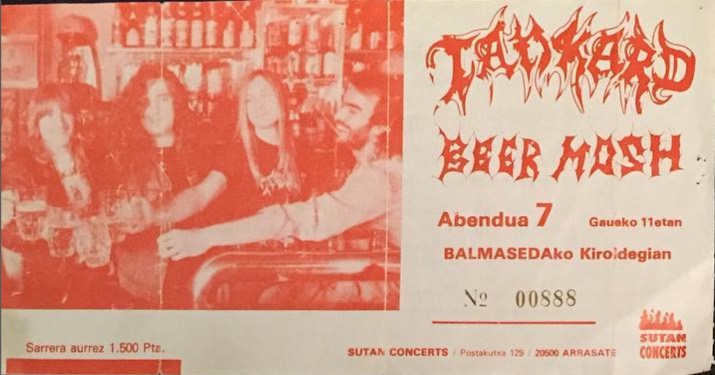 TANKARD
BEER MOSH
Abendua 7 Gaueko 11etan
BALMASEDAko Kiroldegian
Nº 00888
SUTAN
CONCERTS
Sarrera aurrez 1.500 Pta.
SUTAN CONCERTS / Postakutxa 129 / 20500 ARRASATE